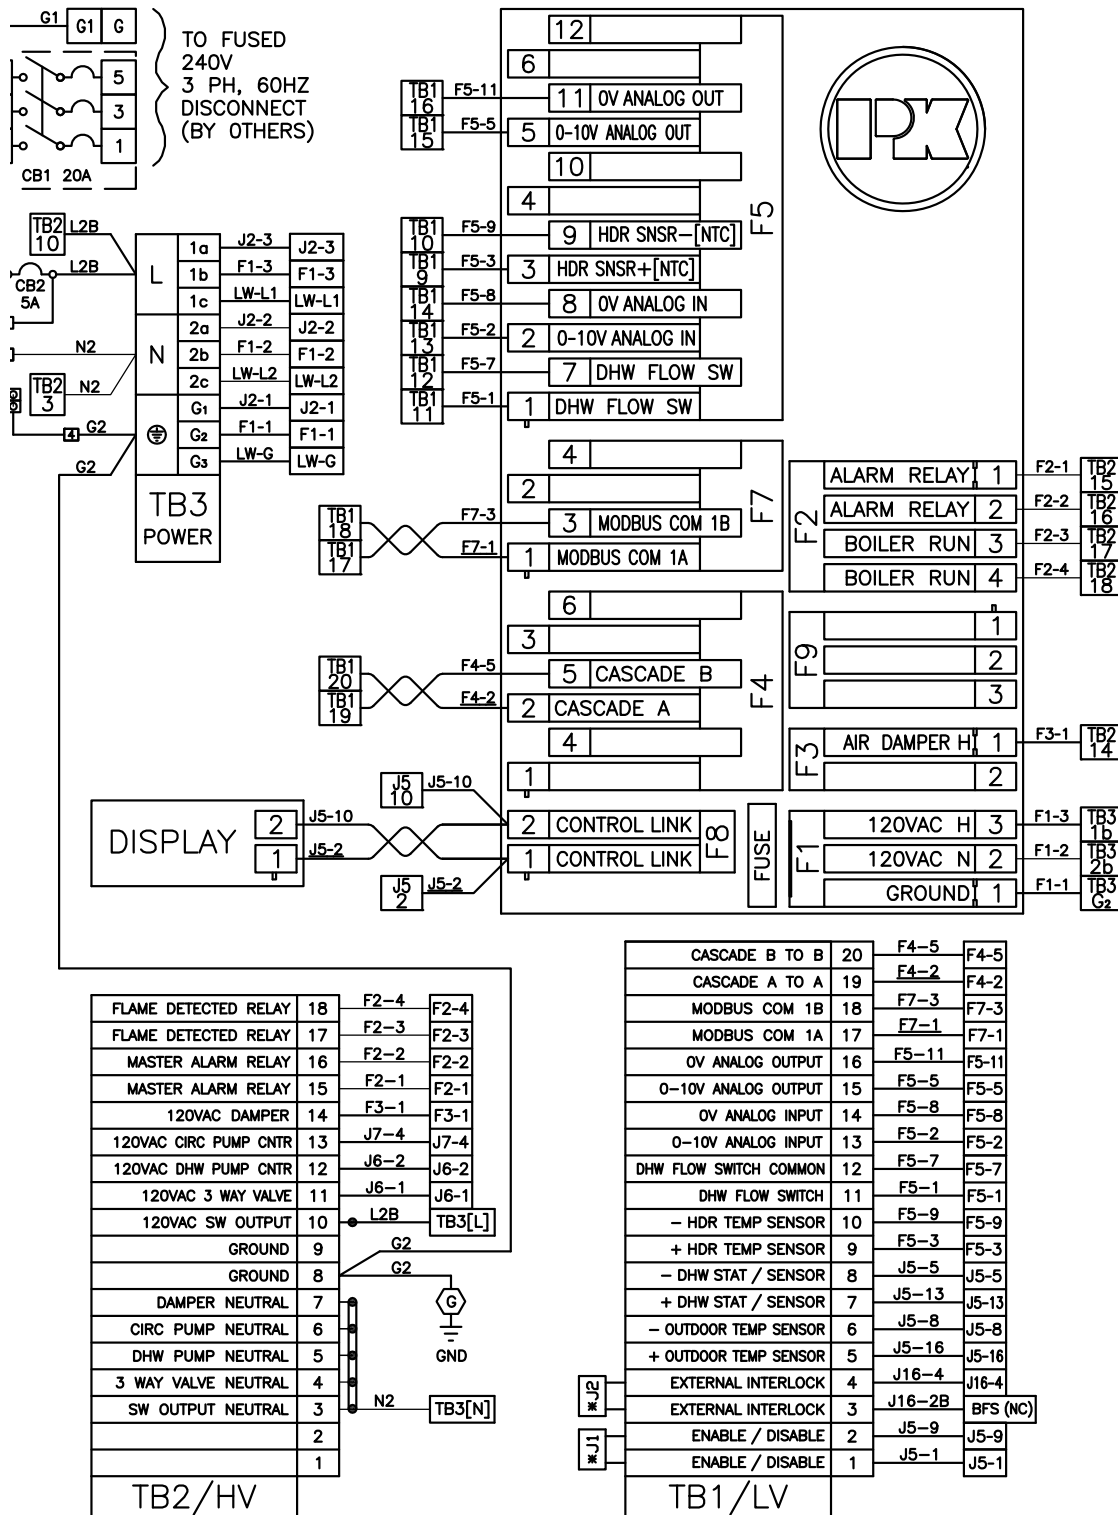 G1 G1 G
TO FUSED
240V
3 PH, 60HZ
DISCONNECT
(BY OTHERS)
5
3
1
CB1 20A
TB2 10 L2B
L2B
CB2
5A
N2
TB2 3 N2
4 G2
G2
L
1a J2-3 J2-3
1b F1-3 F1-3
1c LW-L1 LW-L1
N
2a J2-2 J2-2
2b F1-2 F1-2
2c LW-L2 LW-L2
G1 J2-1 J2-1
G2 F1-1 F1-1
G3 LW-G LW-G
TB3
POWER
PK
12
6
TB1 16 F5-11 11 0V ANALOG OUT
TB1 15 F5-5 5 0-10V ANALOG OUT
10
4
TB1 10 F5-9 9 HDR SNSR-[NTC]
TB1 9 F5-3 3 HDR SNSR+[NTC]
TB1 14 F5-8 8 0V ANALOG IN
TB1 13 F5-2 2 0-10V ANALOG IN
TB1 12 F5-7 7 DHW FLOW SW
TB1 11 F5-1 1 DHW FLOW SW
F5
4
2
TB1 18 F7-3 3 MODBUS COM 1B
TB1 17 F7-1 1 MODBUS COM 1A
F7
6
3
TB1 20 F4-5 5 CASCADE B
TB1 19 F4-2 2 CASCADE A
4
1
F4
J5 10 J5-10
DISPLAY
2 J5-10 2 CONTROL LINK
1 J5-2 1 CONTROL LINK
J5 2 J5-2
F8
FUSE
F2
ALARM RELAY 1 F2-1 TB2 15
ALARM RELAY 2 F2-2 TB2 16
BOILER RUN 3 F2-3 TB2 17
BOILER RUN 4 F2-4 TB2 18
F9
1
2
3
F3
AIR DAMPER H 1 F3-1 TB2 14
2
F1
120VAC H 3 F1-3 TB3 1b
120VAC N 2 F1-2 TB3 2b
GROUND 1 F1-1 TB3 G2
FLAME DETECTED RELAY 18 F2-4 F2-4
FLAME DETECTED RELAY 17 F2-3 F2-3
MASTER ALARM RELAY 16 F2-2 F2-2
MASTER ALARM RELAY 15 F2-1 F2-1
120VAC DAMPER 14 F3-1 F3-1
120VAC CIRC PUMP CNTR 13 J7-4 J7-4
120VAC DHW PUMP CNTR 12 J6-2 J6-2
120VAC 3 WAY VALVE 11 J6-1 J6-1
120VAC SW OUTPUT 10 L2B TB3[L]
GROUND 9 G2
GROUND 8 G2
DAMPER NEUTRAL 7
CIRC PUMP NEUTRAL 6
DHW PUMP NEUTRAL 5
3 WAY VALVE NEUTRAL 4
SW OUTPUT NEUTRAL 3 N2 TB3[N]
2
1
G
GND
TB2/HV
CASCADE B TO B 20 F4-5 F4-5
CASCADE A TO A 19 F4-2 F4-2
MODBUS COM 1B 18 F7-3 F7-3
MODBUS COM 1A 17 F7-1 F7-1
0V ANALOG OUTPUT 16 F5-11 F5-11
0-10V ANALOG OUTPUT 15 F5-5 F5-5
0V ANALOG INPUT 14 F5-8 F5-8
0-10V ANALOG INPUT 13 F5-2 F5-2
DHW FLOW SWITCH COMMON 12 F5-7 F5-7
DHW FLOW SWITCH 11 F5-1 F5-1
- HDR TEMP SENSOR 10 F5-9 F5-9
+ HDR TEMP SENSOR 9 F5-3 F5-3
- DHW STAT / SENSOR 8 J5-5 J5-5
+ DHW STAT / SENSOR 7 J5-13 J5-13
- OUTDOOR TEMP SENSOR 6 J5-8 J5-8
+ OUTDOOR TEMP SENSOR 5 J5-16 J5-16
EXTERNAL INTERLOCK 4 J16-4 J16-4
EXTERNAL INTERLOCK 3 J16-2B BFS (NC)
ENABLE / DISABLE 2 J5-9 J5-9
ENABLE / DISABLE 1 J5-1 J5-1
*J2
*J1
TB1/LV